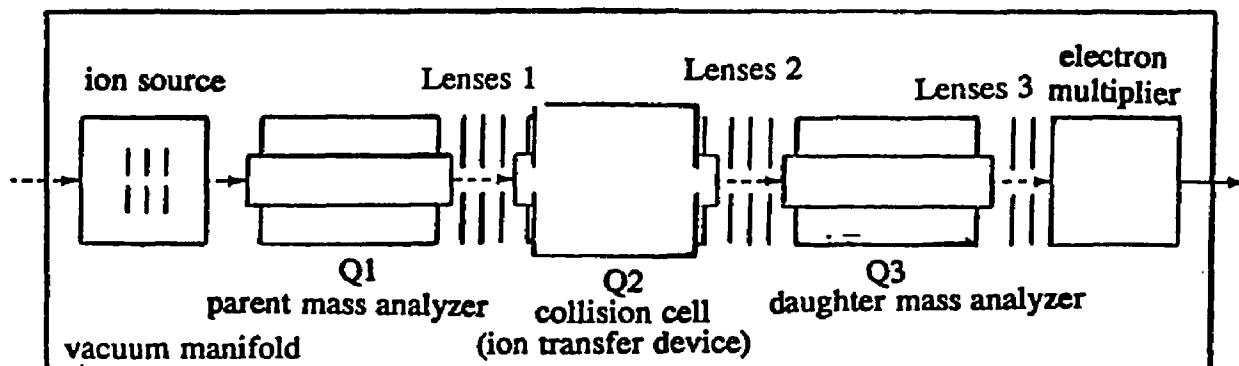 ion source
Lenses 1
Lenses 2
Lenses 3
electron
multiplier
Q1
parent mass analyzer
Q2
collision cell
(ion transfer device)
Q3
daughter mass analyzer
vacuum manifold